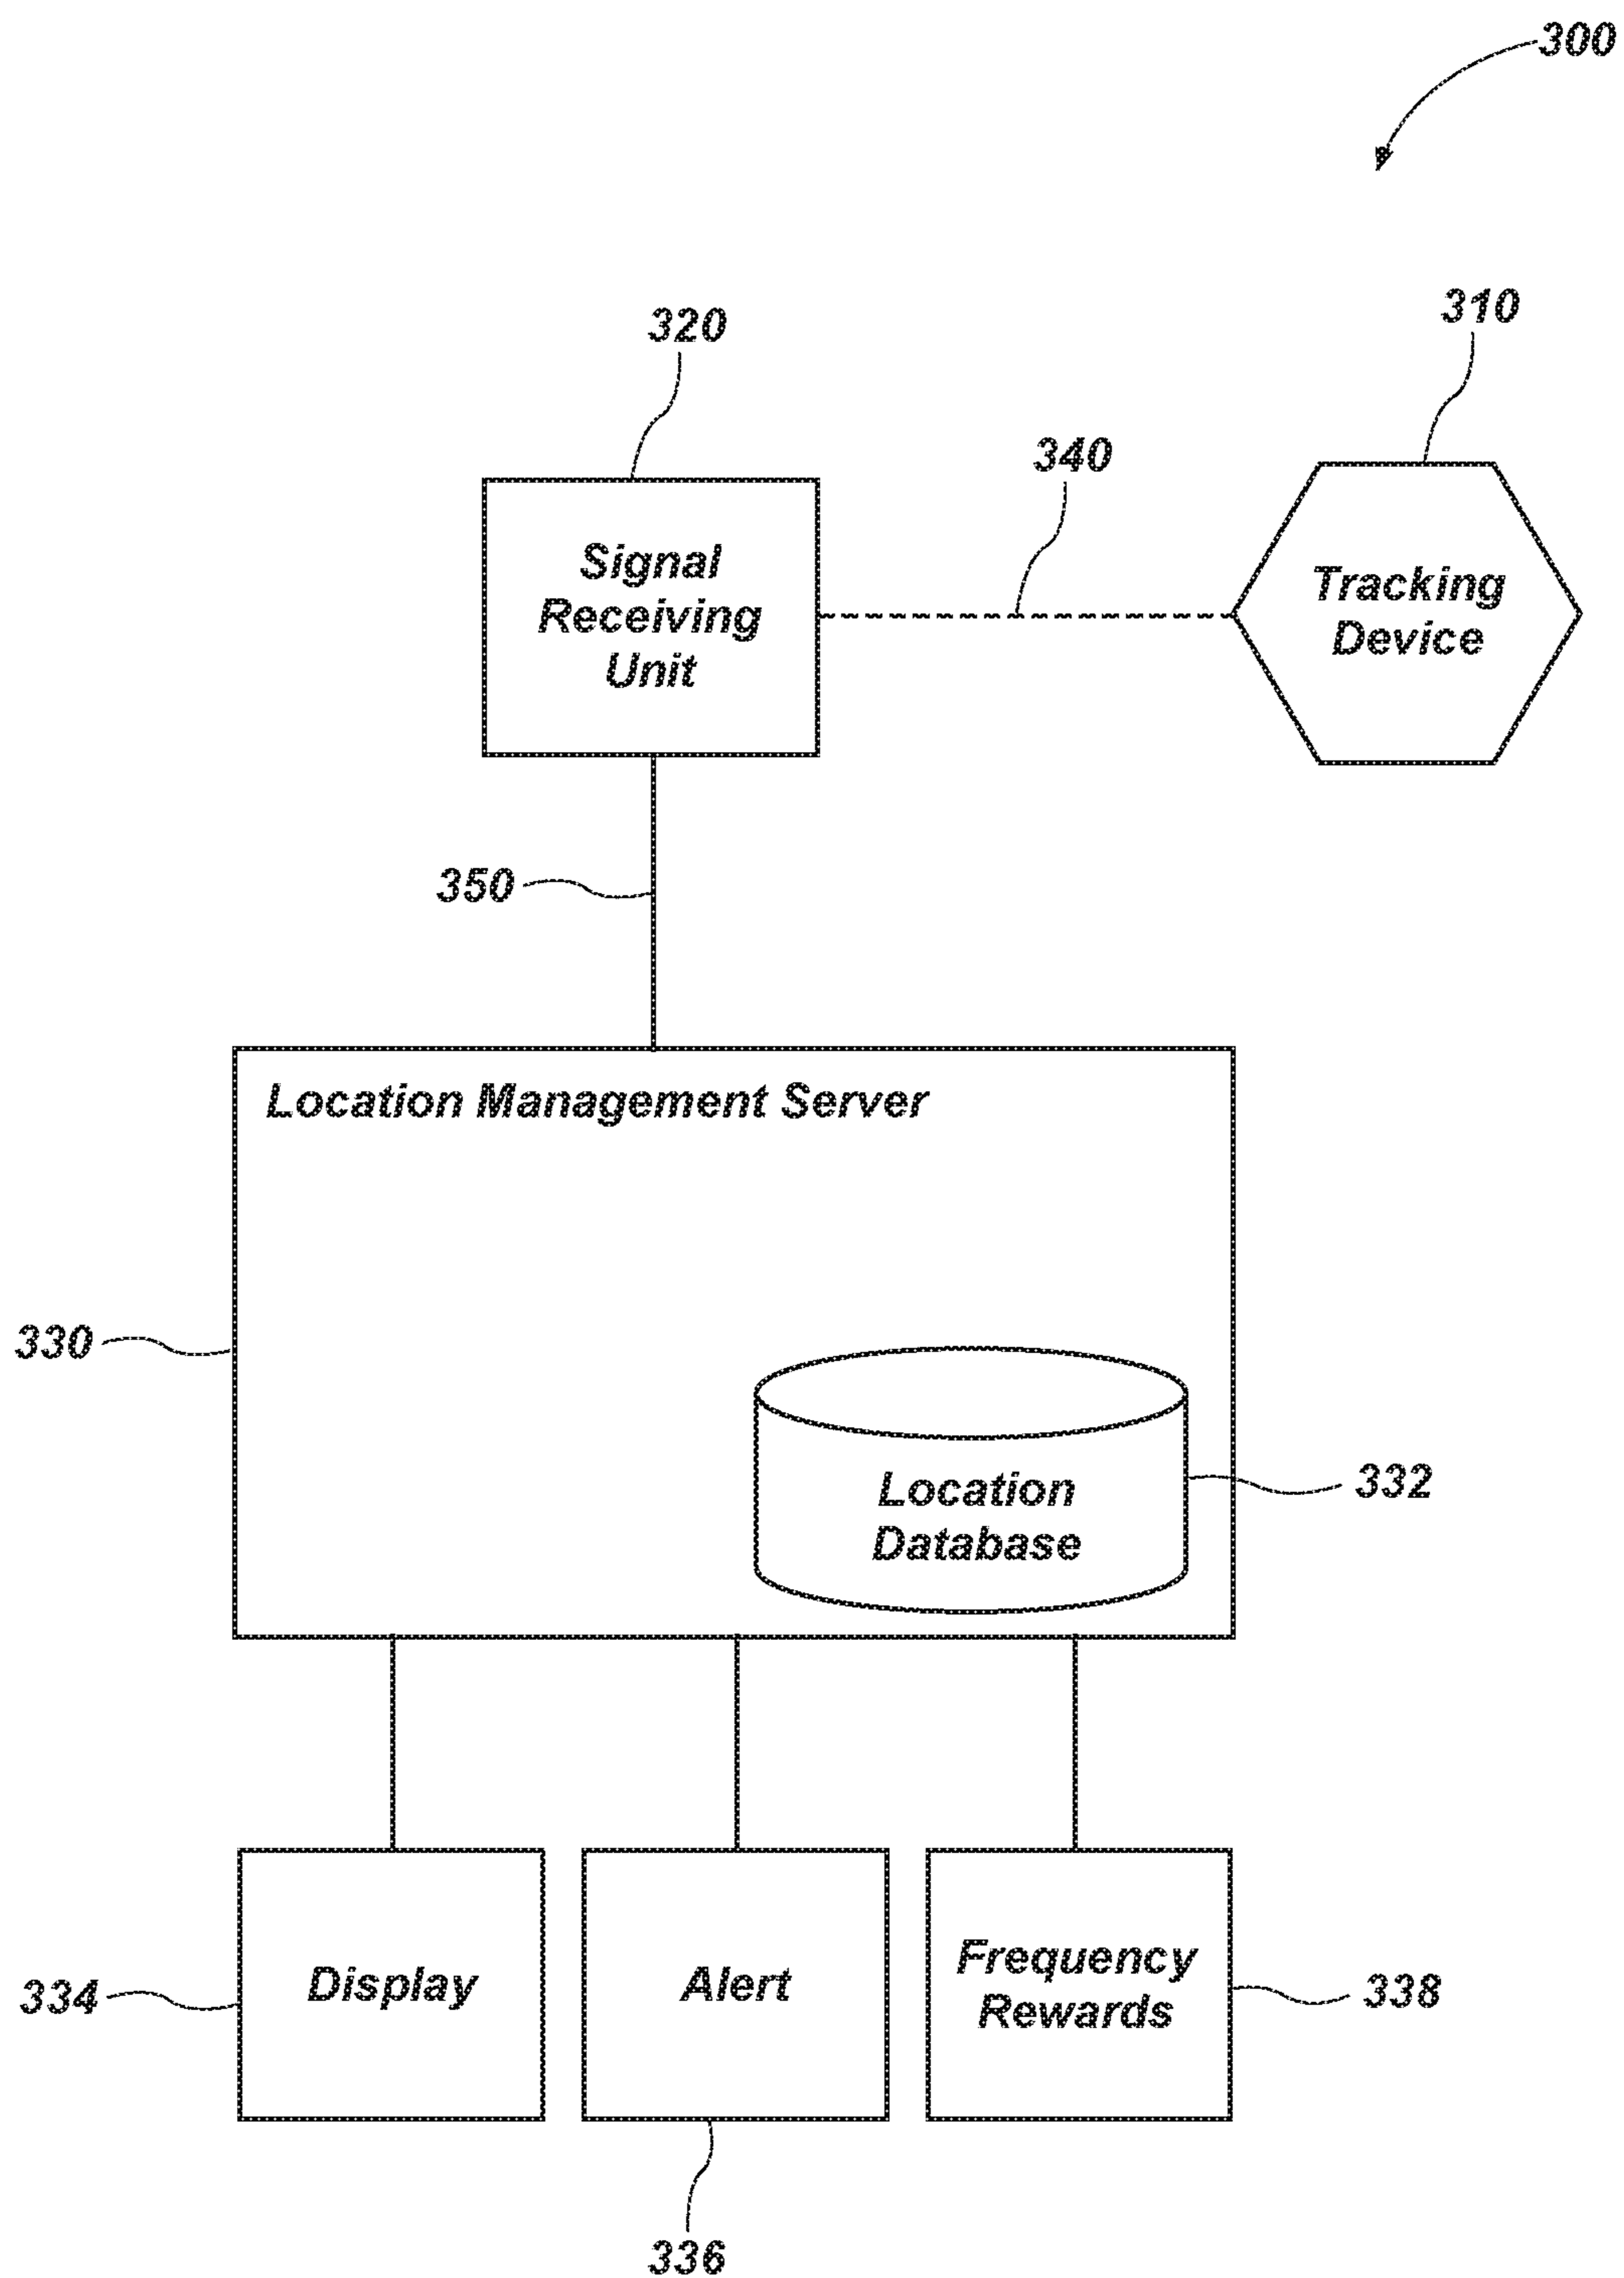 300
310
320
340
Signal
Receiving
Unit
Tracking
Device
350
Location Management Server
330
Location
Database
332
Display
Alert
Frequency
Rewards
334
338
336